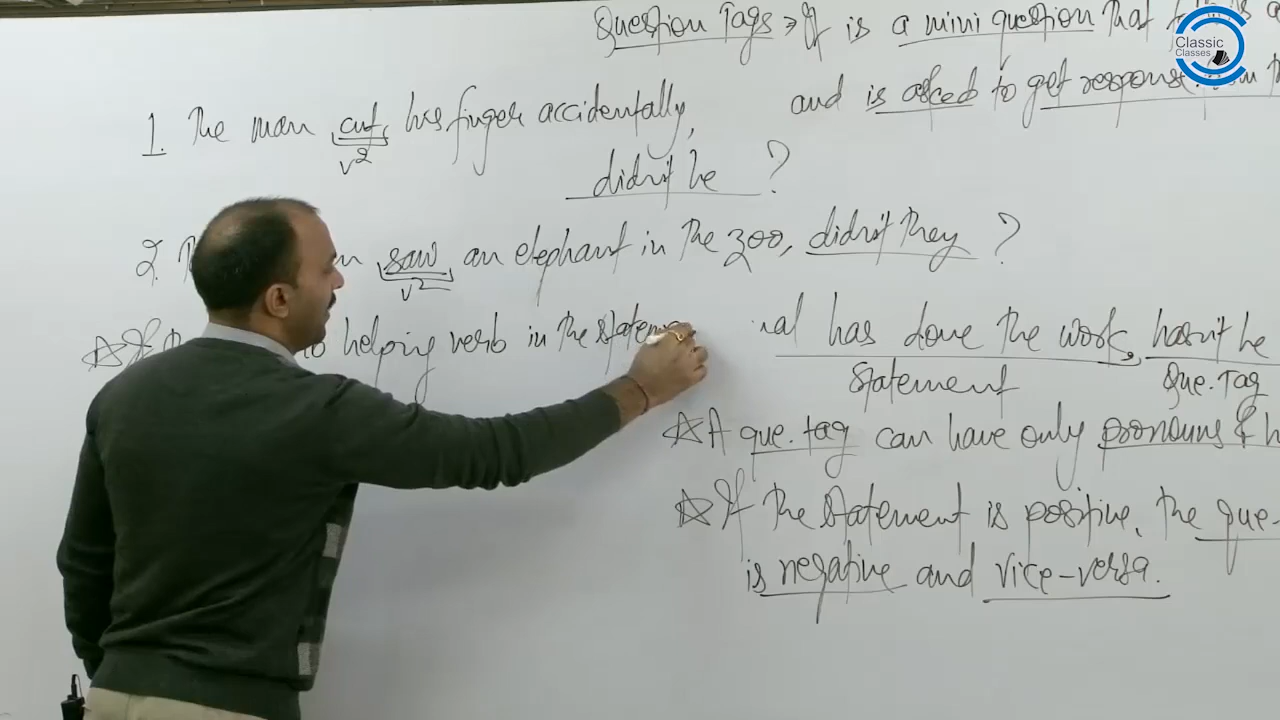 Question Tags → It is a mini question that
and is asked to get response
1. The man cut his finger accidentally,
V2
didn't he ?
2. saw an elephant in the zoo, didn't they ?
V2
☆ If helping verb in the statem
has done the work, hasn't he
Statement
Que. Tag
☆ A que. tag can have only pronouns &
☆ If the statement is positive, the que-
is negative and vice-versa.
Classic
Classes